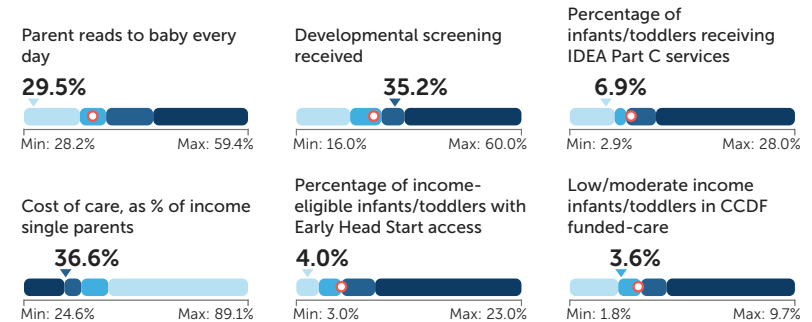 Parent reads to baby every
day
29.5%
Min: 28.2% Max: 59.4%
Developmental screening
received
35.2%
Min: 16.0% Max: 60.0%
Percentage of
infants/toddlers receiving
IDEA Part C services
6.9%
Min: 2.9% Max: 28.0%
Cost of care, as % of income
single parents
36.6%
Min: 24.6% Max: 89.1%
Percentage of income-
eligible infants/toddlers with
Early Head Start access
4.0%
Min: 3.0% Max: 23.0%
Low/moderate income
infants/toddlers in CCDF
funded-care
3.6%
Min: 1.8% Max: 9.7%